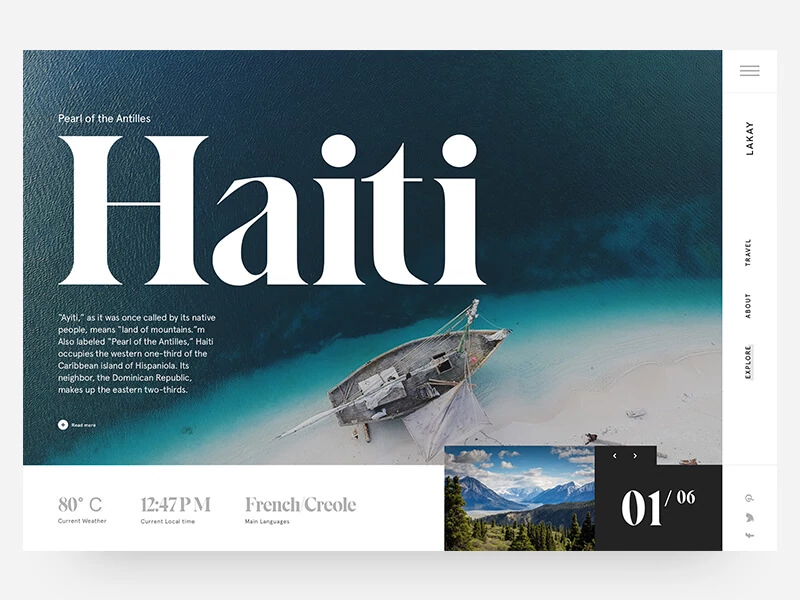 Pearl of the Antilles
Haiti
"Ayiti," as it was once called by its native
people, means "land of mountains."m
Also labeled "Pearl of the Antilles," Haiti
occupies the western one-third of the
Caribbean island of Hispaniola. Its
neighbor, the Dominican Republic,
makes up the eastern two-thirds.
Read more
80° C
Current Weather
12:47PM
Current Local time
French/Creole
Main Languages
01/06
LAKAY
TRAVEL
ABOUT
EXPLORE